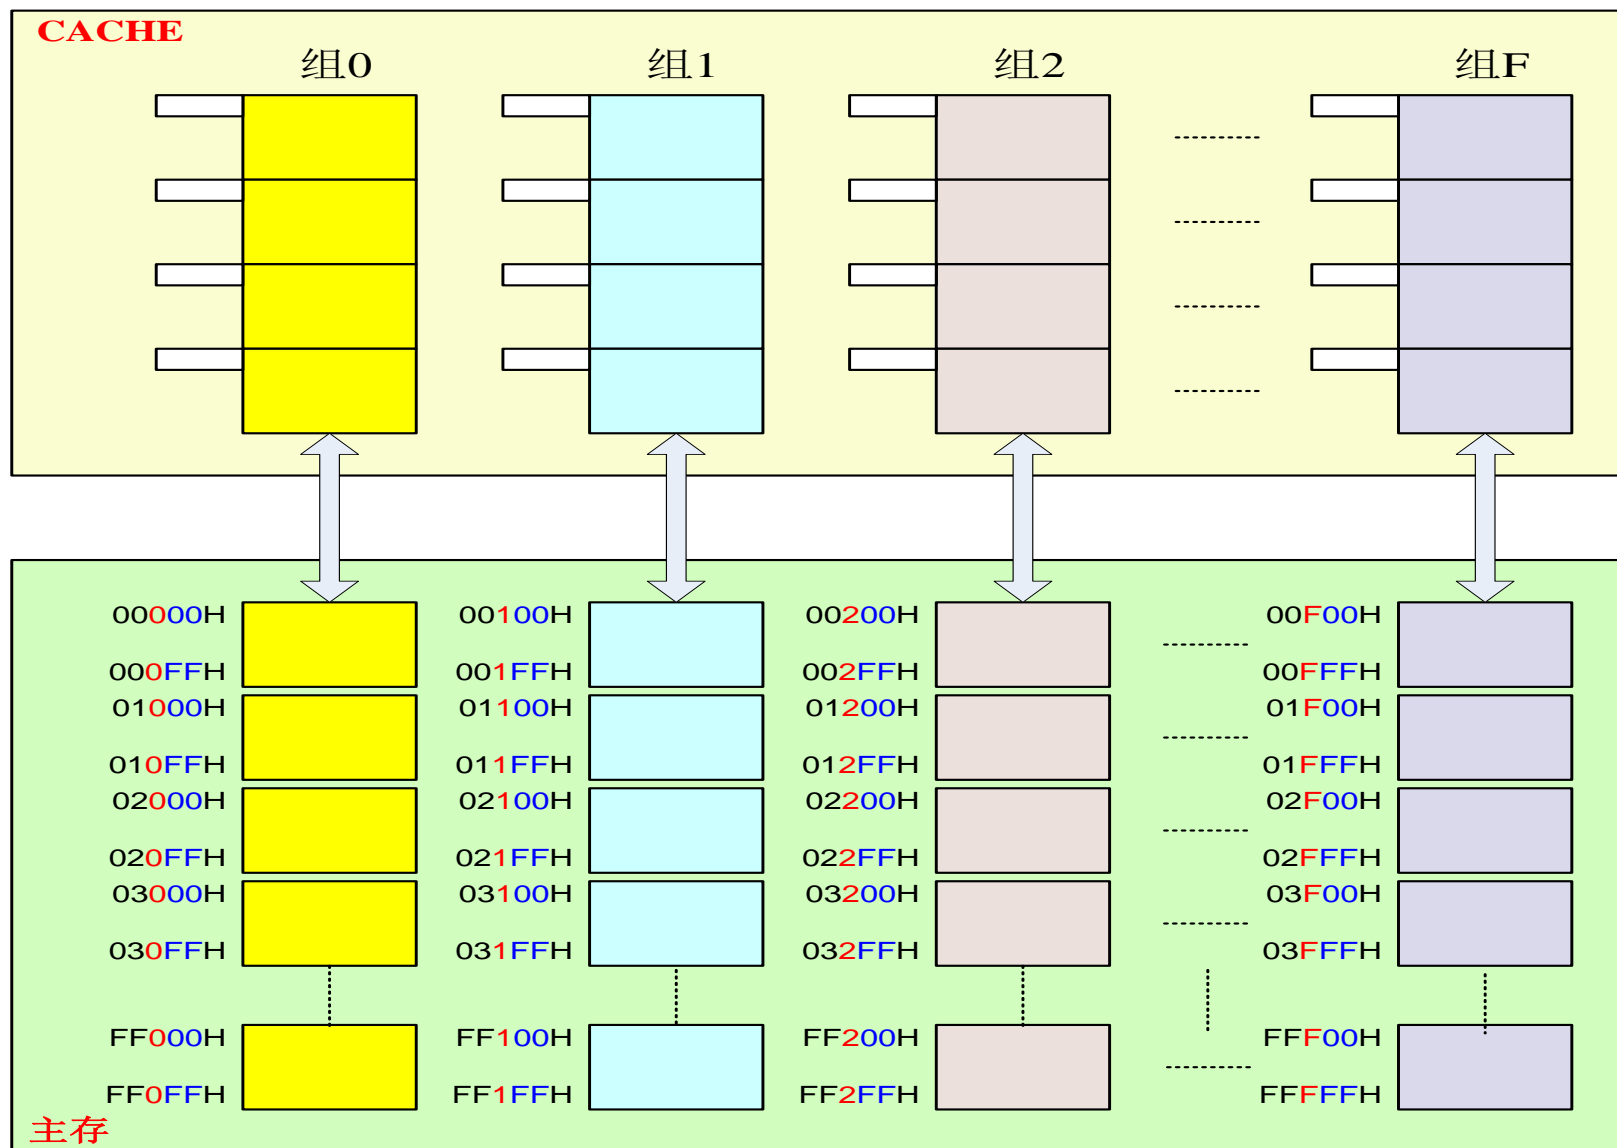 CACHE
组0 组1 组2 组F
00000H 00100H 00200H 00F00H
000FFH 001FFH 002FFH 00FFFH
01000H 01100H 01200H 01F00H
010FFH 011FFH 012FFH 01FFFH
02000H 02100H 02200H 02F00H
020FFH 021FFH 022FFH 02FFFH
03000H 03100H 03200H 03F00H
030FFH 031FFH 032FFH 03FFFH
FF000H FF100H FF200H FFF00H
FF0FFH FF1FFH FF2FFH FFFFFH
主存